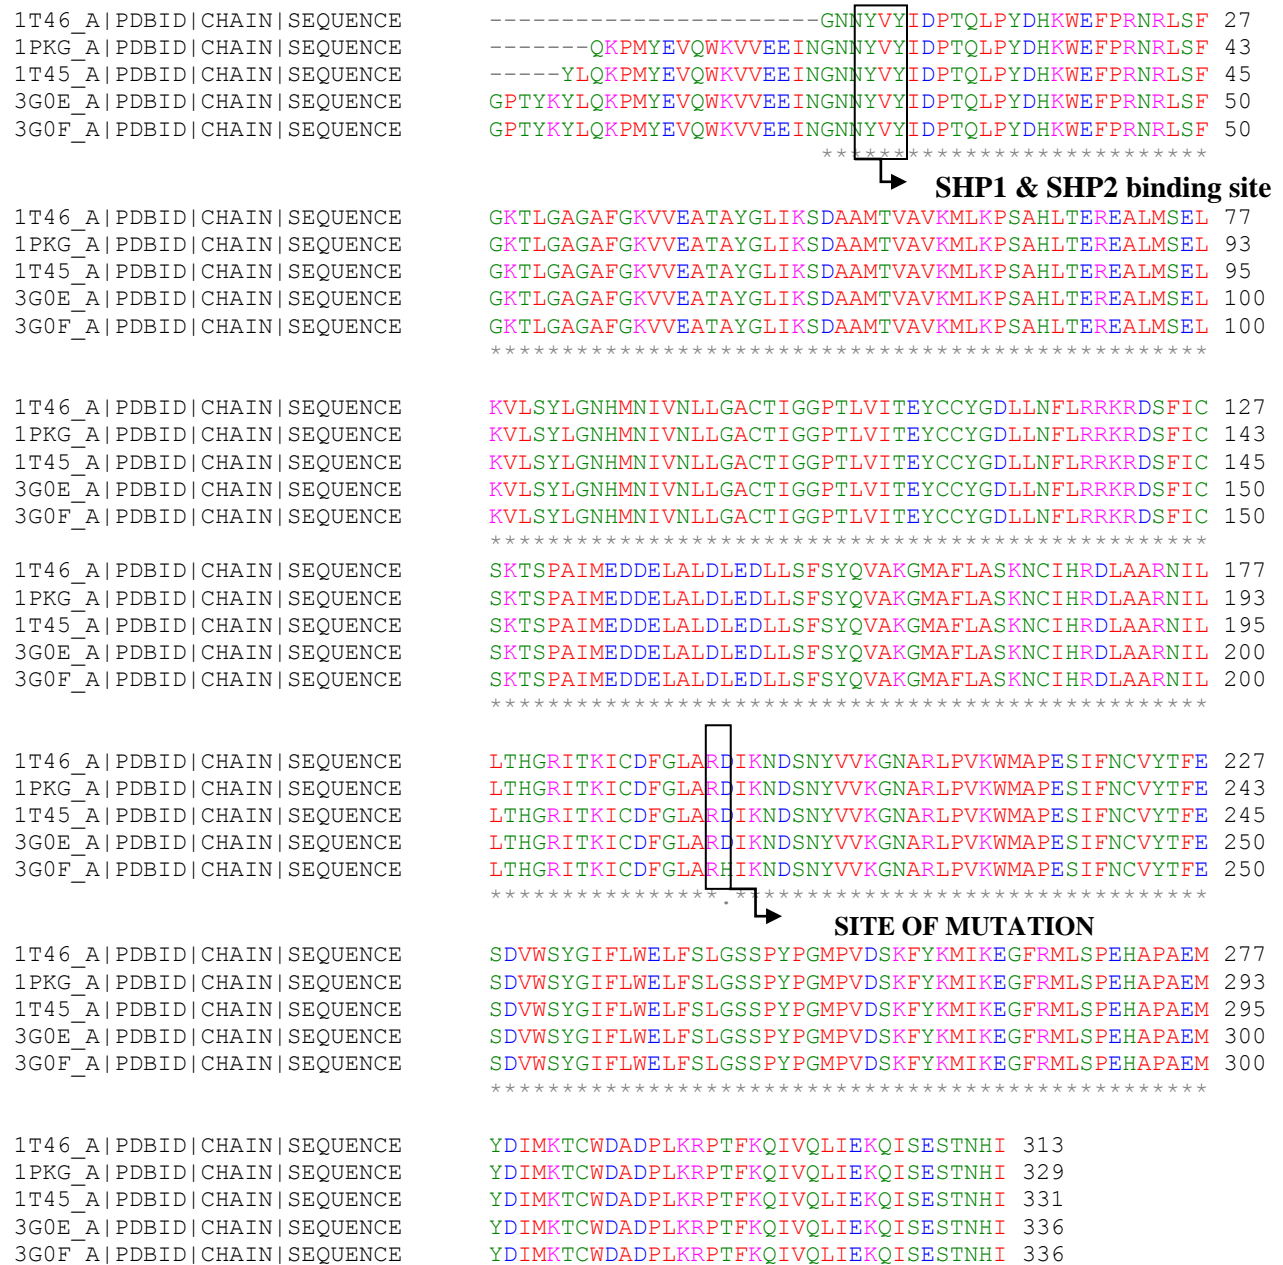 1T46_A|PDBID|CHAIN|SEQUENCE -----------------------GNNYVYIDPTQLPYDHKWEFPRNRLSF 27
1PKG_A|PDBID|CHAIN|SEQUENCE -------QKPMYEVQWKVVEEINGNNYVYIDPTQLPYDHKWEFPRNRLSF 43
1T45_A|PDBID|CHAIN|SEQUENCE -----YLQKPMYEVQWKVVEEINGNNYVYIDPTQLPYDHKWEFPRNRLSF 45
3G0E_A|PDBID|CHAIN|SEQUENCE GPTYKYLQKPMYEVQWKVVEEINGNNYVYIDPTQLPYDHKWEFPRNRLSF 50
3G0F_A|PDBID|CHAIN|SEQUENCE GPTYKYLQKPMYEVQWKVVEEINGNNYVYIDPTQLPYDHKWEFPRNRLSF 50
***************************
SHP1 & SHP2 binding site
1T46_A|PDBID|CHAIN|SEQUENCE GKTLGAGAFGKVVEATAYGLIKSDAAMTVAVKMLKPSAHLTEREALMSEL 77
1PKG_A|PDBID|CHAIN|SEQUENCE GKTLGAGAFGKVVEATAYGLIKSDAAMTVAVKMLKPSAHLTEREALMSEL 93
1T45_A|PDBID|CHAIN|SEQUENCE GKTLGAGAFGKVVEATAYGLIKSDAAMTVAVKMLKPSAHLTEREALMSEL 95
3G0E_A|PDBID|CHAIN|SEQUENCE GKTLGAGAFGKVVEATAYGLIKSDAAMTVAVKMLKPSAHLTEREALMSEL 100
3G0F_A|PDBID|CHAIN|SEQUENCE GKTLGAGAFGKVVEATAYGLIKSDAAMTVAVKMLKPSAHLTEREALMSEL 100
**************************************************
1T46_A|PDBID|CHAIN|SEQUENCE KVLSYLGNHMNIVNLLGACTIGGPTLVITEYCCYGDLLNFLRRKRDSFIC 127
1PKG_A|PDBID|CHAIN|SEQUENCE KVLSYLGNHMNIVNLLGACTIGGPTLVITEYCCYGDLLNFLRRKRDSFIC 143
1T45_A|PDBID|CHAIN|SEQUENCE KVLSYLGNHMNIVNLLGACTIGGPTLVITEYCCYGDLLNFLRRKRDSFIC 145
3G0E_A|PDBID|CHAIN|SEQUENCE KVLSYLGNHMNIVNLLGACTIGGPTLVITEYCCYGDLLNFLRRKRDSFIC 150
3G0F_A|PDBID|CHAIN|SEQUENCE KVLSYLGNHMNIVNLLGACTIGGPTLVITEYCCYGDLLNFLRRKRDSFIC 150
**************************************************
1T46_A|PDBID|CHAIN|SEQUENCE SKTSPAIMEDDELALDLEDLLSFSYQVAKGMAFLASKNCIHRDLAARNIL 177
1PKG_A|PDBID|CHAIN|SEQUENCE SKTSPAIMEDDELALDLEDLLSFSYQVAKGMAFLASKNCIHRDLAARNIL 193
1T45_A|PDBID|CHAIN|SEQUENCE SKTSPAIMEDDELALDLEDLLSFSYQVAKGMAFLASKNCIHRDLAARNIL 195
3G0E_A|PDBID|CHAIN|SEQUENCE SKTSPAIMEDDELALDLEDLLSFSYQVAKGMAFLASKNCIHRDLAARNIL 200
3G0F_A|PDBID|CHAIN|SEQUENCE SKTSPAIMEDDELALDLEDLLSFSYQVAKGMAFLASKNCIHRDLAARNIL 200
**************************************************
1T46_A|PDBID|CHAIN|SEQUENCE LTHGRITKICDFGLARDIKNDSNYVVKGNARLPVKWMAPESIFNCVYTFE 227
1PKG_A|PDBID|CHAIN|SEQUENCE LTHGRITKICDFGLARDIKNDSNYVVKGNARLPVKWMAPESIFNCVYTFE 243
1T45_A|PDBID|CHAIN|SEQUENCE LTHGRITKICDFGLARDIKNDSNYVVKGNARLPVKWMAPESIFNCVYTFE 245
3G0E_A|PDBID|CHAIN|SEQUENCE LTHGRITKICDFGLARDIKNDSNYVVKGNARLPVKWMAPESIFNCVYTFE 250
3G0F_A|PDBID|CHAIN|SEQUENCE LTHGRITKICDFGLARHIKNDSNYVVKGNARLPVKWMAPESIFNCVYTFE 250
****************.*********************************
SITE OF MUTATION
1T46_A|PDBID|CHAIN|SEQUENCE SDVWSYGIFLWELFSLGSSPYPGMPVDSKFYKMIKEGFRMLSPEHAPAEM 277
1PKG_A|PDBID|CHAIN|SEQUENCE SDVWSYGIFLWELFSLGSSPYPGMPVDSKFYKMIKEGFRMLSPEHAPAEM 293
1T45_A|PDBID|CHAIN|SEQUENCE SDVWSYGIFLWELFSLGSSPYPGMPVDSKFYKMIKEGFRMLSPEHAPAEM 295
3G0E_A|PDBID|CHAIN|SEQUENCE SDVWSYGIFLWELFSLGSSPYPGMPVDSKFYKMIKEGFRMLSPEHAPAEM 300
3G0F_A|PDBID|CHAIN|SEQUENCE SDVWSYGIFLWELFSLGSSPYPGMPVDSKFYKMIKEGFRMLSPEHAPAEM 300
**************************************************
1T46_A|PDBID|CHAIN|SEQUENCE YDIMKTCWDADPLKRPTFKQIVQLIEKQISESTNHI 313
1PKG_A|PDBID|CHAIN|SEQUENCE YDIMKTCWDADPLKRPTFKQIVQLIEKQISESTNHI 329
1T45_A|PDBID|CHAIN|SEQUENCE YDIMKTCWDADPLKRPTFKQIVQLIEKQISESTNHI 331
3G0E_A|PDBID|CHAIN|SEQUENCE YDIMKTCWDADPLKRPTFKQIVQLIEKQISESTNHI 336
3G0F_A|PDBID|CHAIN|SEQUENCE YDIMKTCWDADPLKRPTFKQIVQLIEKQISESTNHI 336